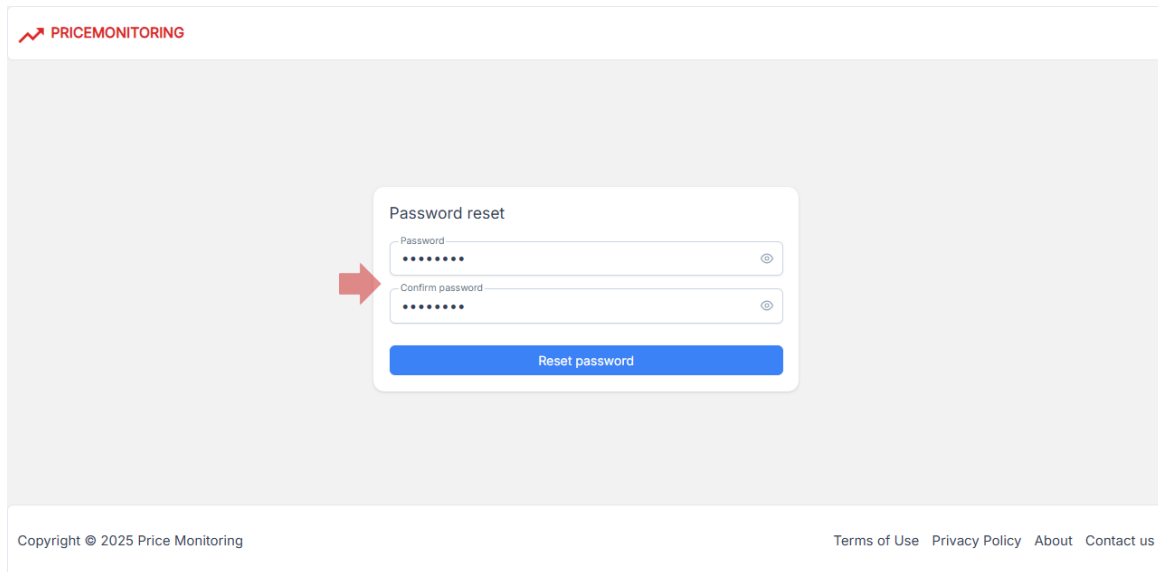 PRICEMONITORING
Password reset
Password
••••••••
Confirm password
••••••••
Reset password
Copyright © 2025 Price Monitoring
Terms of Use Privacy Policy About Contact us